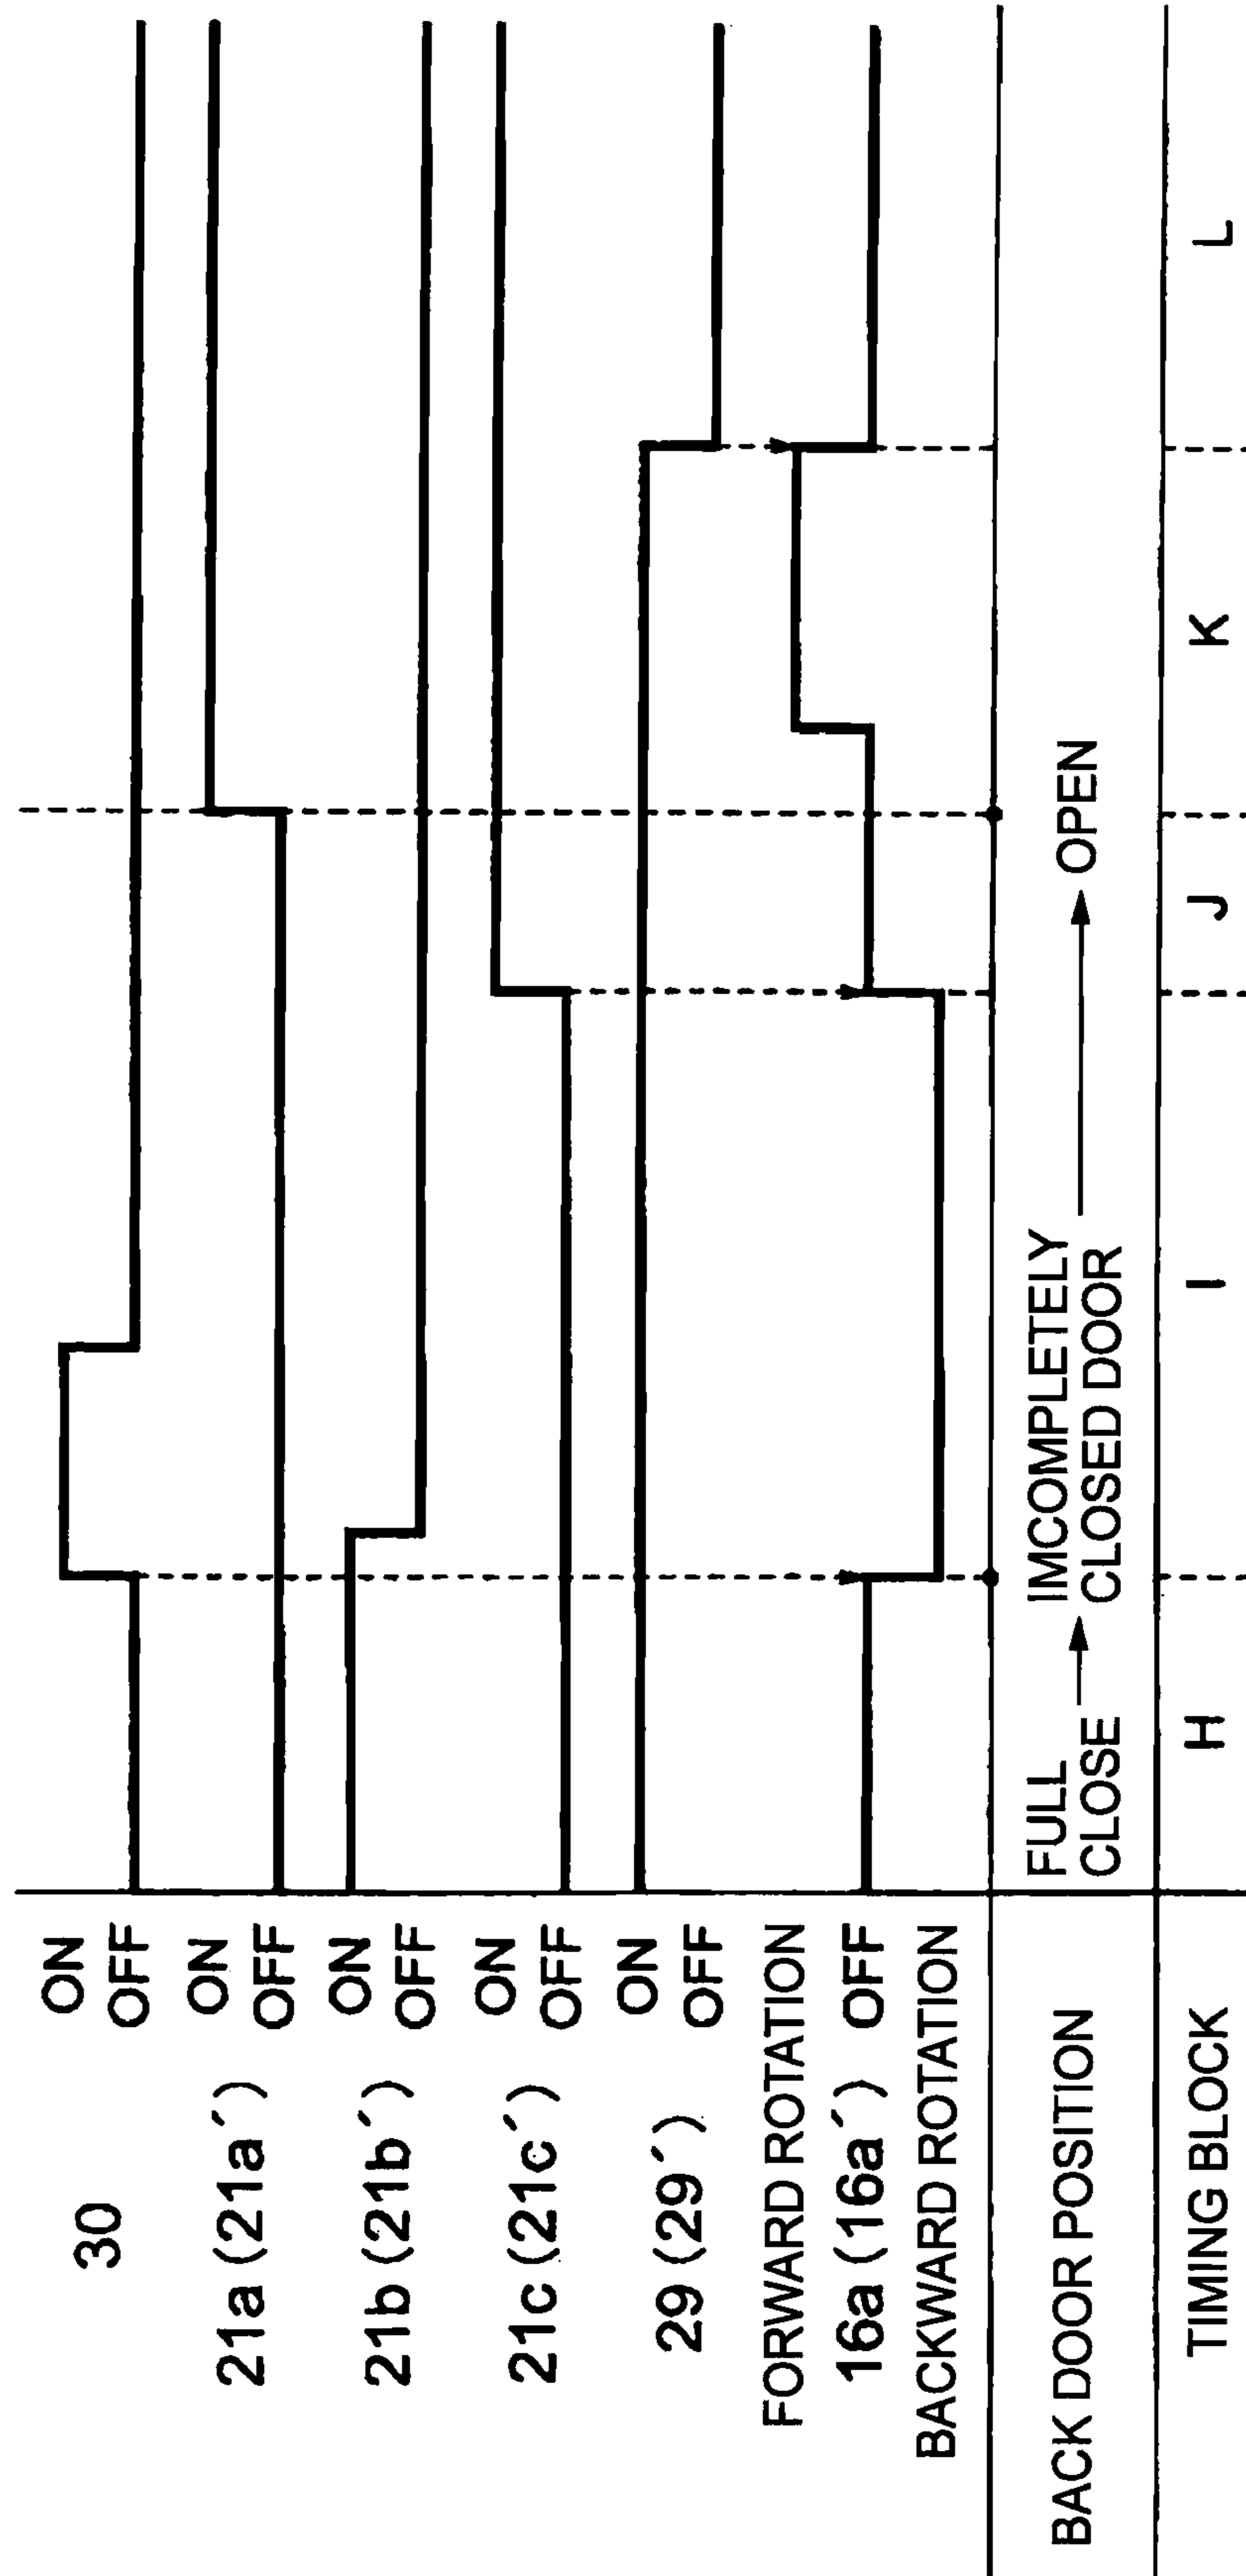 30
ON
OFF
21a (21a´)
ON
OFF
21b (21b´)
ON
OFF
21c (21c´)
ON
OFF
29 (29´)
ON
OFF
FORWARD ROTATION
16a (16a´) OFF
BACKWARD ROTATION
BACK DOOR POSITION
FULL
CLOSE
IMCOMPLETELY
CLOSED DOOR
OPEN
TIMING BLOCK
H
I
J
K
L